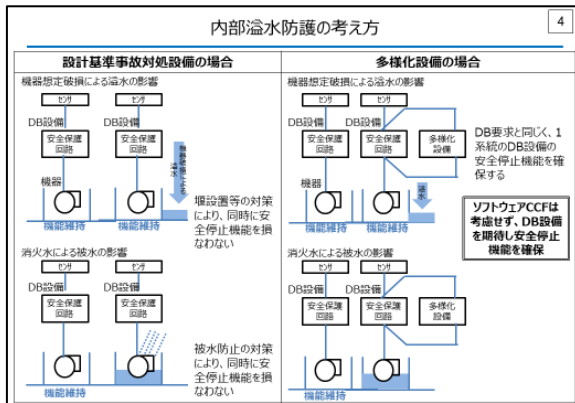 内部溢水防護の考え方
4
設計基準事故対処設備の場合
多様化設備の場合
機器想定破損による溢水の影響
センサ
センサ
DB設備
DB設備
安全保護
回路
安全保護
回路
機器破損による
溢水
機器
堰設置等の対策
により、同時に安
全停止機能を損
なわない
機能維持
機能維持
消火水による被水の影響
センサ
センサ
DB設備
DB設備
安全保護
回路
安全保護
回路
被水防止の対策
により、同時に安
全停止機能を損
なわない
機能維持
機器想定破損による溢水の影響
センサ
センサ
DB設備
DB設備
安全保護
回路
安全保護
回路
多様化
設備
DB要求と同じく、1
系統のDB設備の
安全停止機能を確
保する
機器
溢水
機能維持
機能維持
ソフトウェアCCFは
考慮せず、DB設備
を期待し安全停止
機能を確保
消火水による被水の影響
センサ
センサ
DB設備
DB設備
安全保護
回路
安全保護
回路
多様化
設備
機能維持